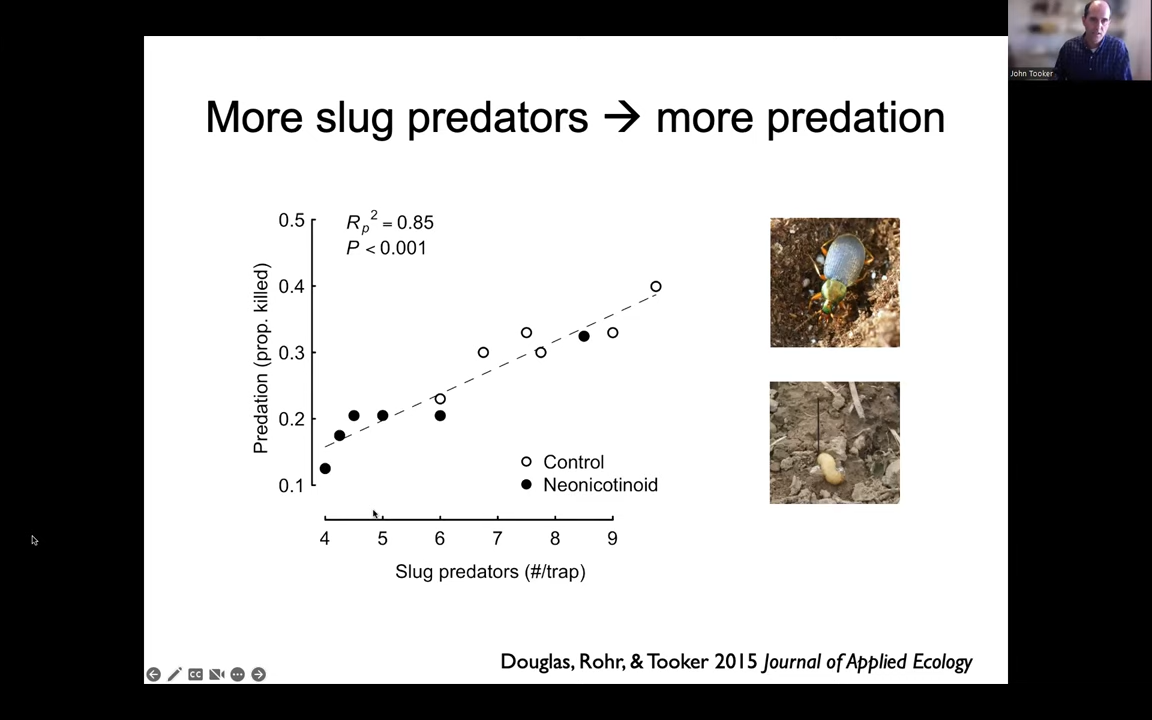 John Tooker
More slug predators → more predation
Rp² = 0.85
P < 0.001
0.5
0.4
0.3
0.2
0.1
Predation (prop. killed)
Control
Neonicotinoid
4 5 6 7 8 9
Slug predators (#/trap)
Douglas, Rohr, & Tooker 2015 Journal of Applied Ecology
CC